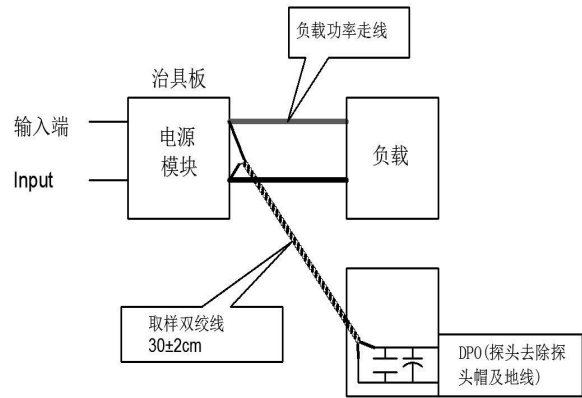 负载功率走线
治具板
输入端
电源
模块
负载
Input
取样双绞线
30±2cm
DPO(探头去除探
头帽及地线)